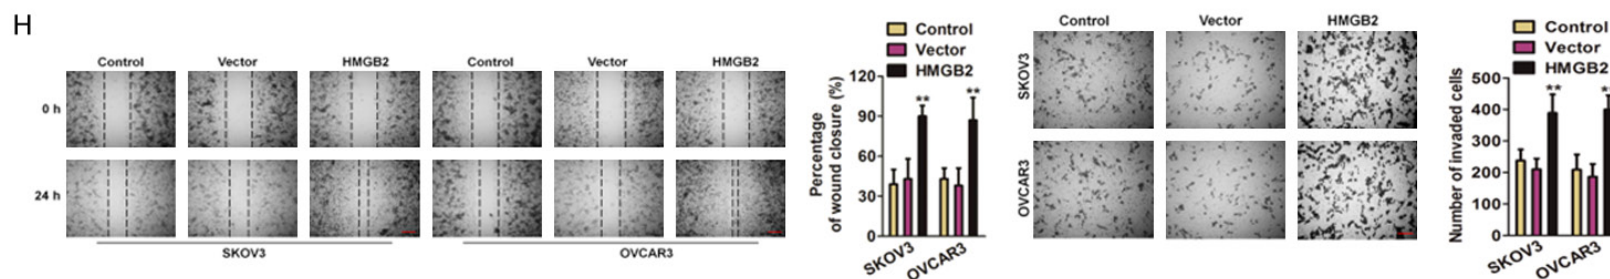 H
Control Vector HMGB2 Control Vector HMGB2
0 h
24 h
SKOV3 OVCAR3
Control
Vector
HMGB2
Percentage
of wound closure (%)
120
90
60
30
0
** **
SKOV3 OVCAR3
Control Vector HMGB2
SKOV3
OVCAR3
Control
Vector
HMGB2
Number of invaded cells
500
400
300
200
100
0
** *
SKOV3 OVCAR3